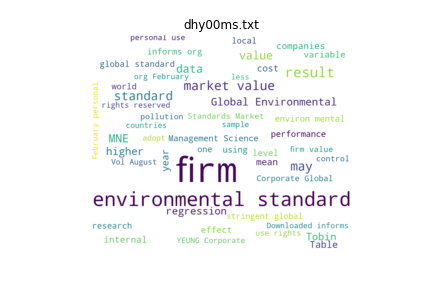 dhy00ms.txt
personal use
local
informs org
companies
value
variable
global standard
data
cost
result
org February
less
world
market value
standard
rights reserved
Global Environmental
February personal
pollution
Standards Market
environ mental
countries
sample
MNE
adopt
Management Science
performance
higher
one
using
level
firm value
Vol August
year
firm
mean
may
control
Corporate Global
environmental standard
regression
stringent global
research
effect
Downloaded informs
use rights
internal
YEUNG Corporate
Tobin
Table